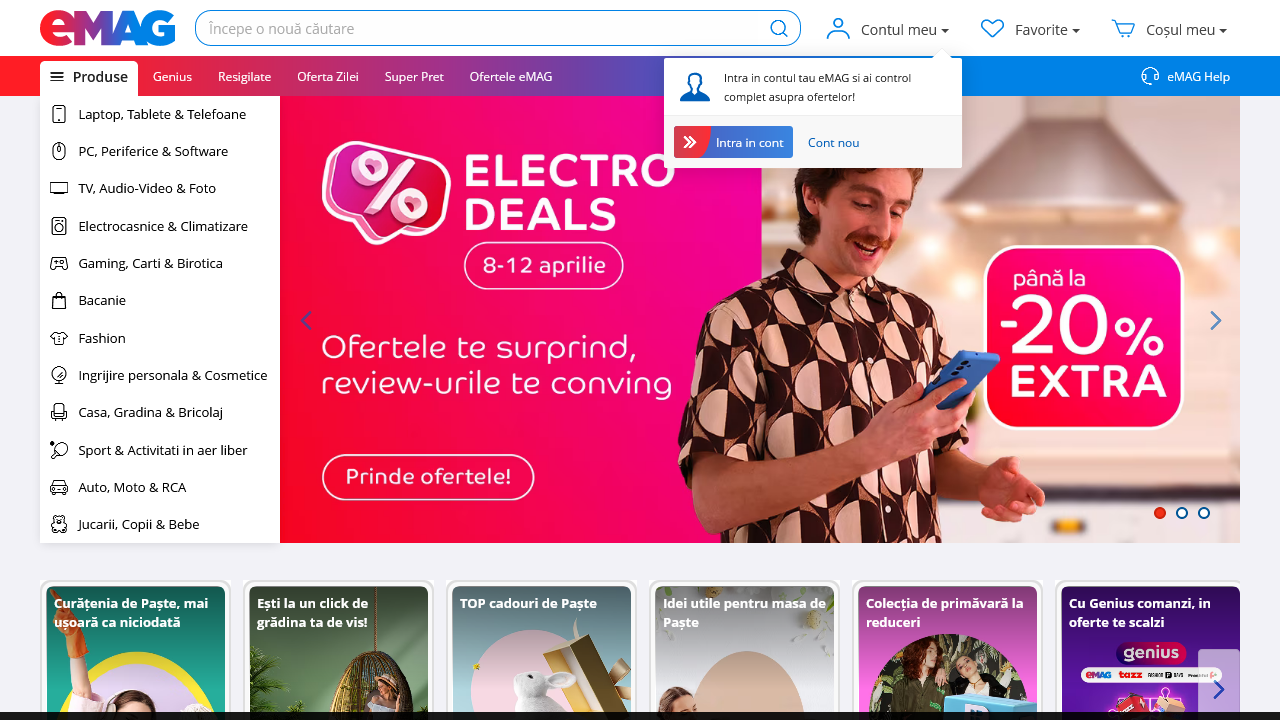 eMAG
Începe o nouă căutare
Contul meu
Favorite
Coșul meu
Produse
Genius
Resigilate
Oferta Zilei
Super Pret
Ofertele eMAG
eMAG Help
Intra in contul tau eMAG si ai control
complet asupra ofertelor!
Intra in cont
Cont nou
Laptop, Tablete & Telefoane
PC, Periferice & Software
TV, Audio-Video & Foto
Electrocasnice & Climatizare
Gaming, Carti & Birotica
Bacanie
Fashion
Ingrijire personala & Cosmetice
Casa, Gradina & Bricolaj
Sport & Activitati in aer liber
Auto, Moto & RCA
Jucarii, Copii & Bebe
%
ELECTRO
DEALS
8-12 aprilie
Ofertele te surprind,
review-urile te conving
Prinde ofertele!
până la
-20%
EXTRA
Curățenia de Paște, mai
ușoară ca niciodată
Ești la un click de
grădina ta de vis!
TOP cadouri de Paște
Idei utile pentru masa de
Paște
Colecția de primăvară la
reduceri
Cu Genius comanzi, in
oferte te scalzi
genius
eMAG tazz FASHION DAYS